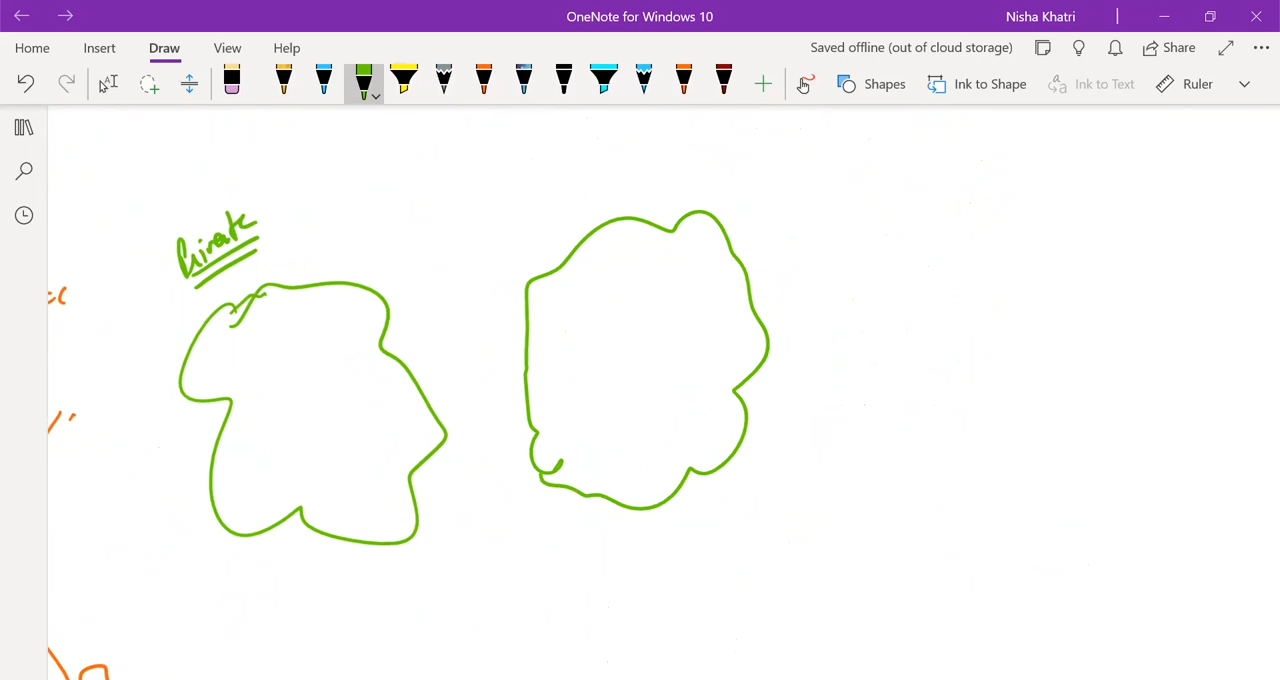 OneNote for Windows 10
Nisha Khatri
Home Insert Draw View Help
Saved offline (out of cloud storage)
Share
Shapes
Ink to Shape
Ink to Text
Ruler
Private